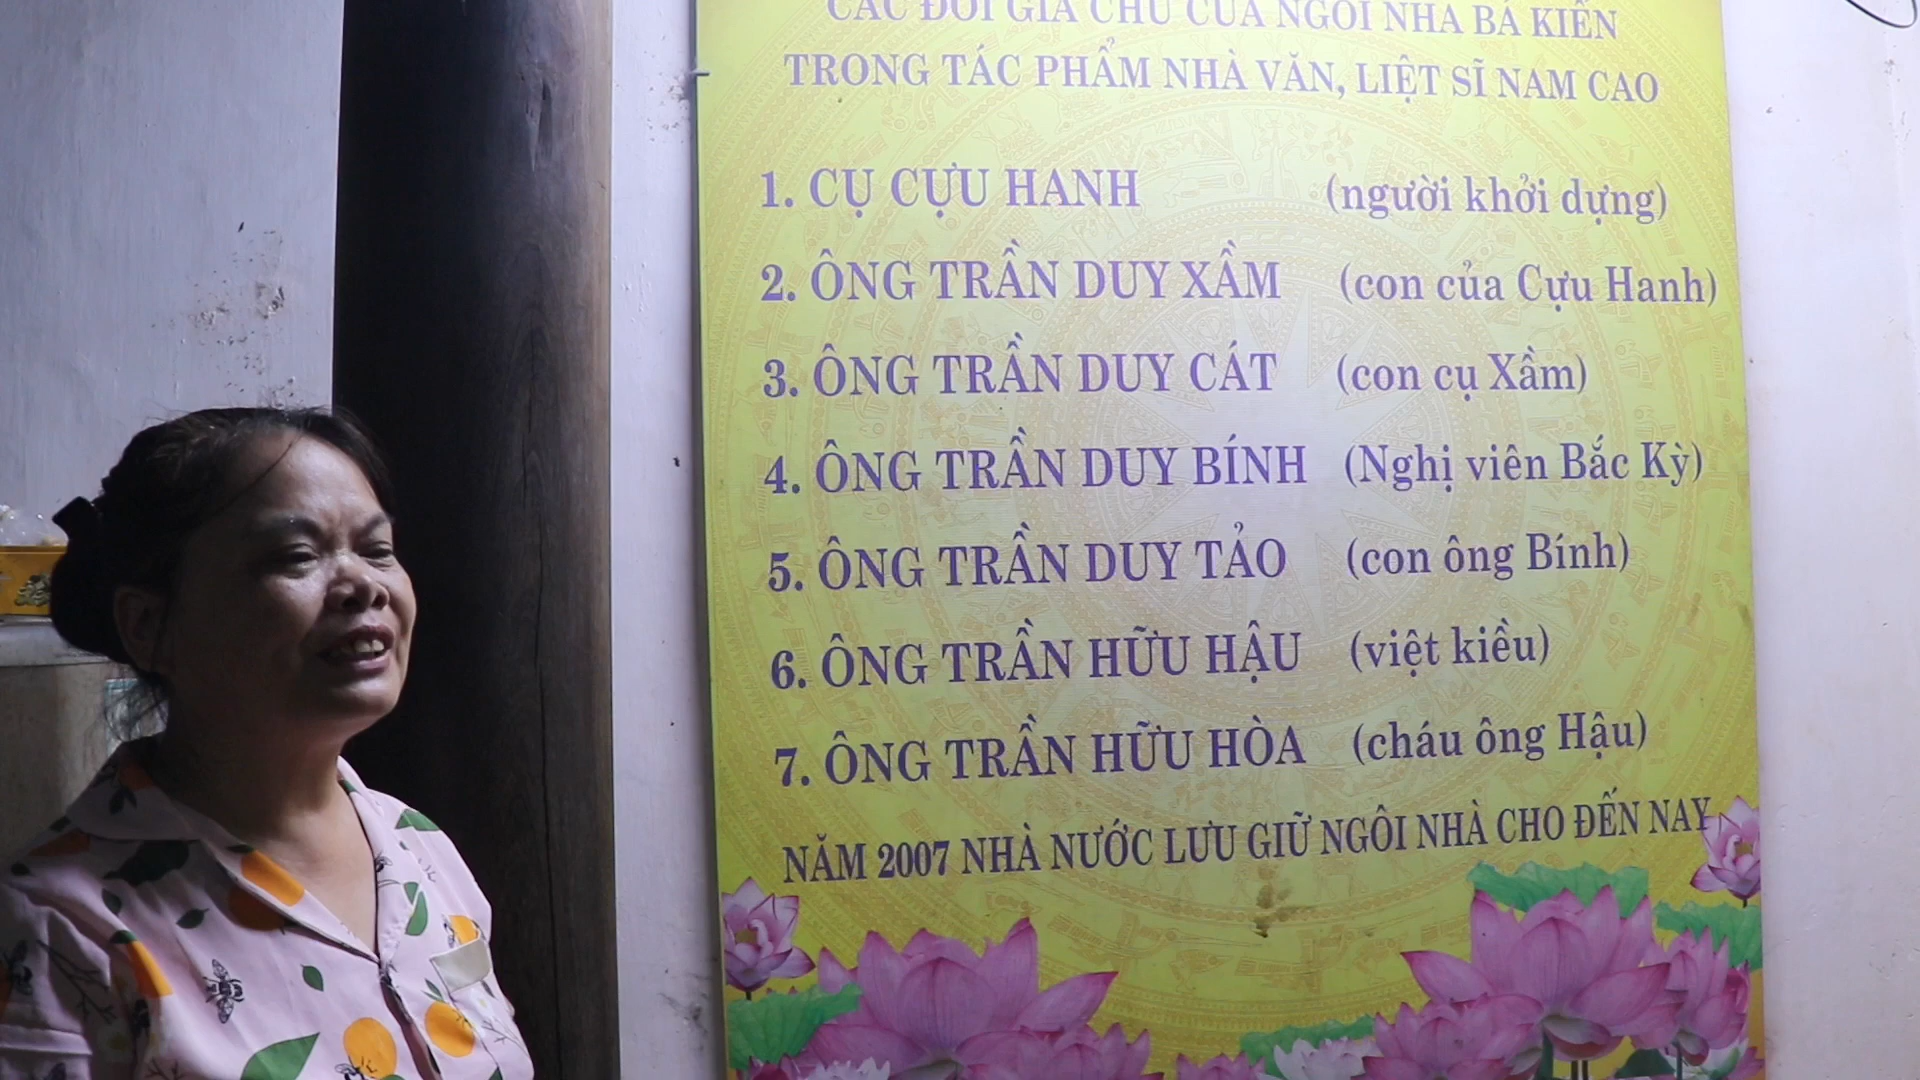 CÁC ĐỜI GIA CHỦ CỦA NGÔI NHÀ BÁ KIẾN
TRONG TÁC PHẨM NHÀ VĂN, LIỆT SĨ NAM CAO
1. CỤ CỰU HANH (người khởi dựng)
2. ÔNG TRẦN DUY XẦM (con của Cựu Hanh)
3. ÔNG TRẦN DUY CÁT (con cụ Xầm)
4. ÔNG TRẦN DUY BÍNH (Nghị viên Bắc Kỳ)
5. ÔNG TRẦN DUY TẢO (con ông Bính)
6. ÔNG TRẦN HỮU HẬU (việt kiều)
7. ÔNG TRẦN HỮU HÒA (cháu ông Hậu)
NĂM 2007 NHÀ NƯỚC LƯU GIỮ NGÔI NHÀ CHO ĐẾN NAY